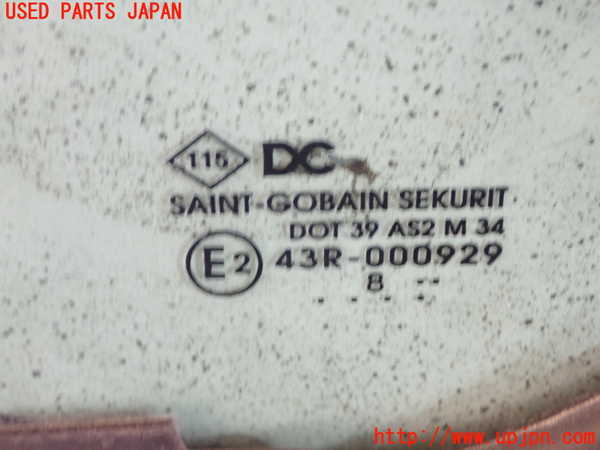 USED PARTS JAPAN
115 DC
SAINT-GOBAIN SEKURIT
DOT 39 AS2 M 34
E2 43R-000929
8 ..
. . . ..
http://www.upjpn.com/